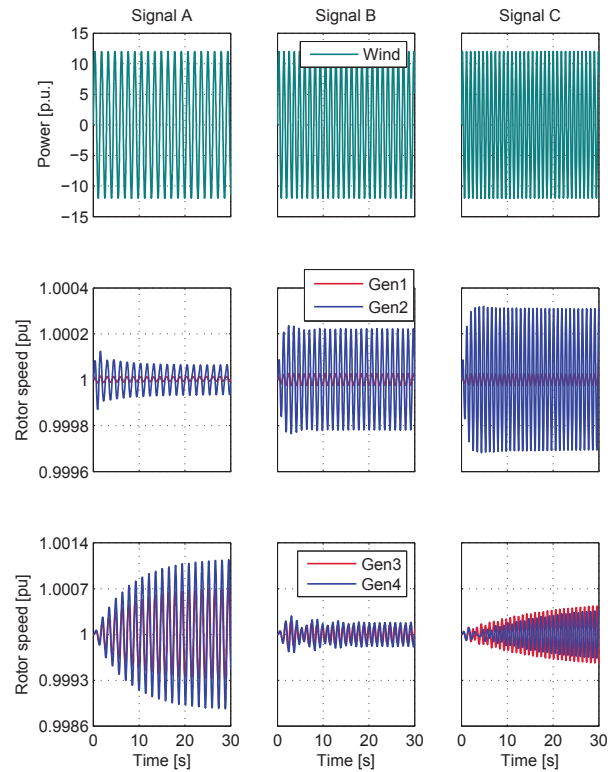 Signal A
Signal B
Signal C
Power [p.u.]
15
10
5
0
−5
−10
−15
Wind
Rotor speed [pu]
1.0004
1.0002
1
0.9998
0.9996
Gen1
Gen2
Rotor speed [pu]
1.0014
1.0007
1
0.9993
0.9986
Gen3
Gen4
0 10 20 30
0 10 20 30
0 10 20 30
Time [s]
Time [s]
Time [s]